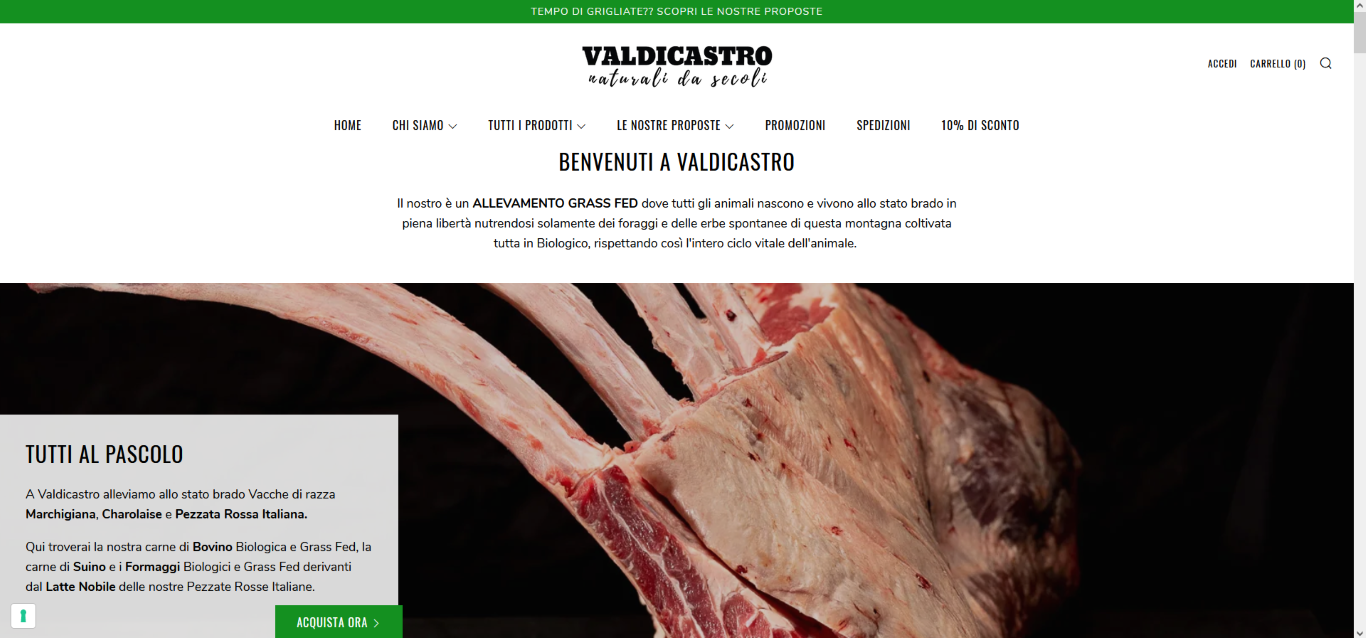 TEMPO DI GRIGLIATE?? SCOPRI LE NOSTRE PROPOSTE
VALDICASTRO
naturali da secoli
ACCEDI CARRELLO (0)
HOME CHI SIAMO TUTTI I PRODOTTI LE NOSTRE PROPOSTE PROMOZIONI SPEDIZIONI 10% DI SCONTO
BENVENUTI A VALDICASTRO
Il nostro è un ALLEVAMENTO GRASS FED dove tutti gli animali nascono e vivono allo stato brado in
piena libertà nutrendosi solamente dei foraggi e delle erbe spontanee di questa montagna coltivata
tutta in Biologico, rispettando così l'intero ciclo vitale dell'animale.
TUTTI AL PASCOLO
A Valdicastro alleviamo allo stato brado Vacche di razza
Marchigiana, Charolaise e Pezzata Rossa Italiana.
Qui troverai la nostra carne di Bovino Biologica e Grass Fed, la
carne di Suino e i Formaggi Biologici e Grass Fed derivanti
dal Latte Nobile delle nostre Pezzate Rosse Italiane.
ACQUISTA ORA